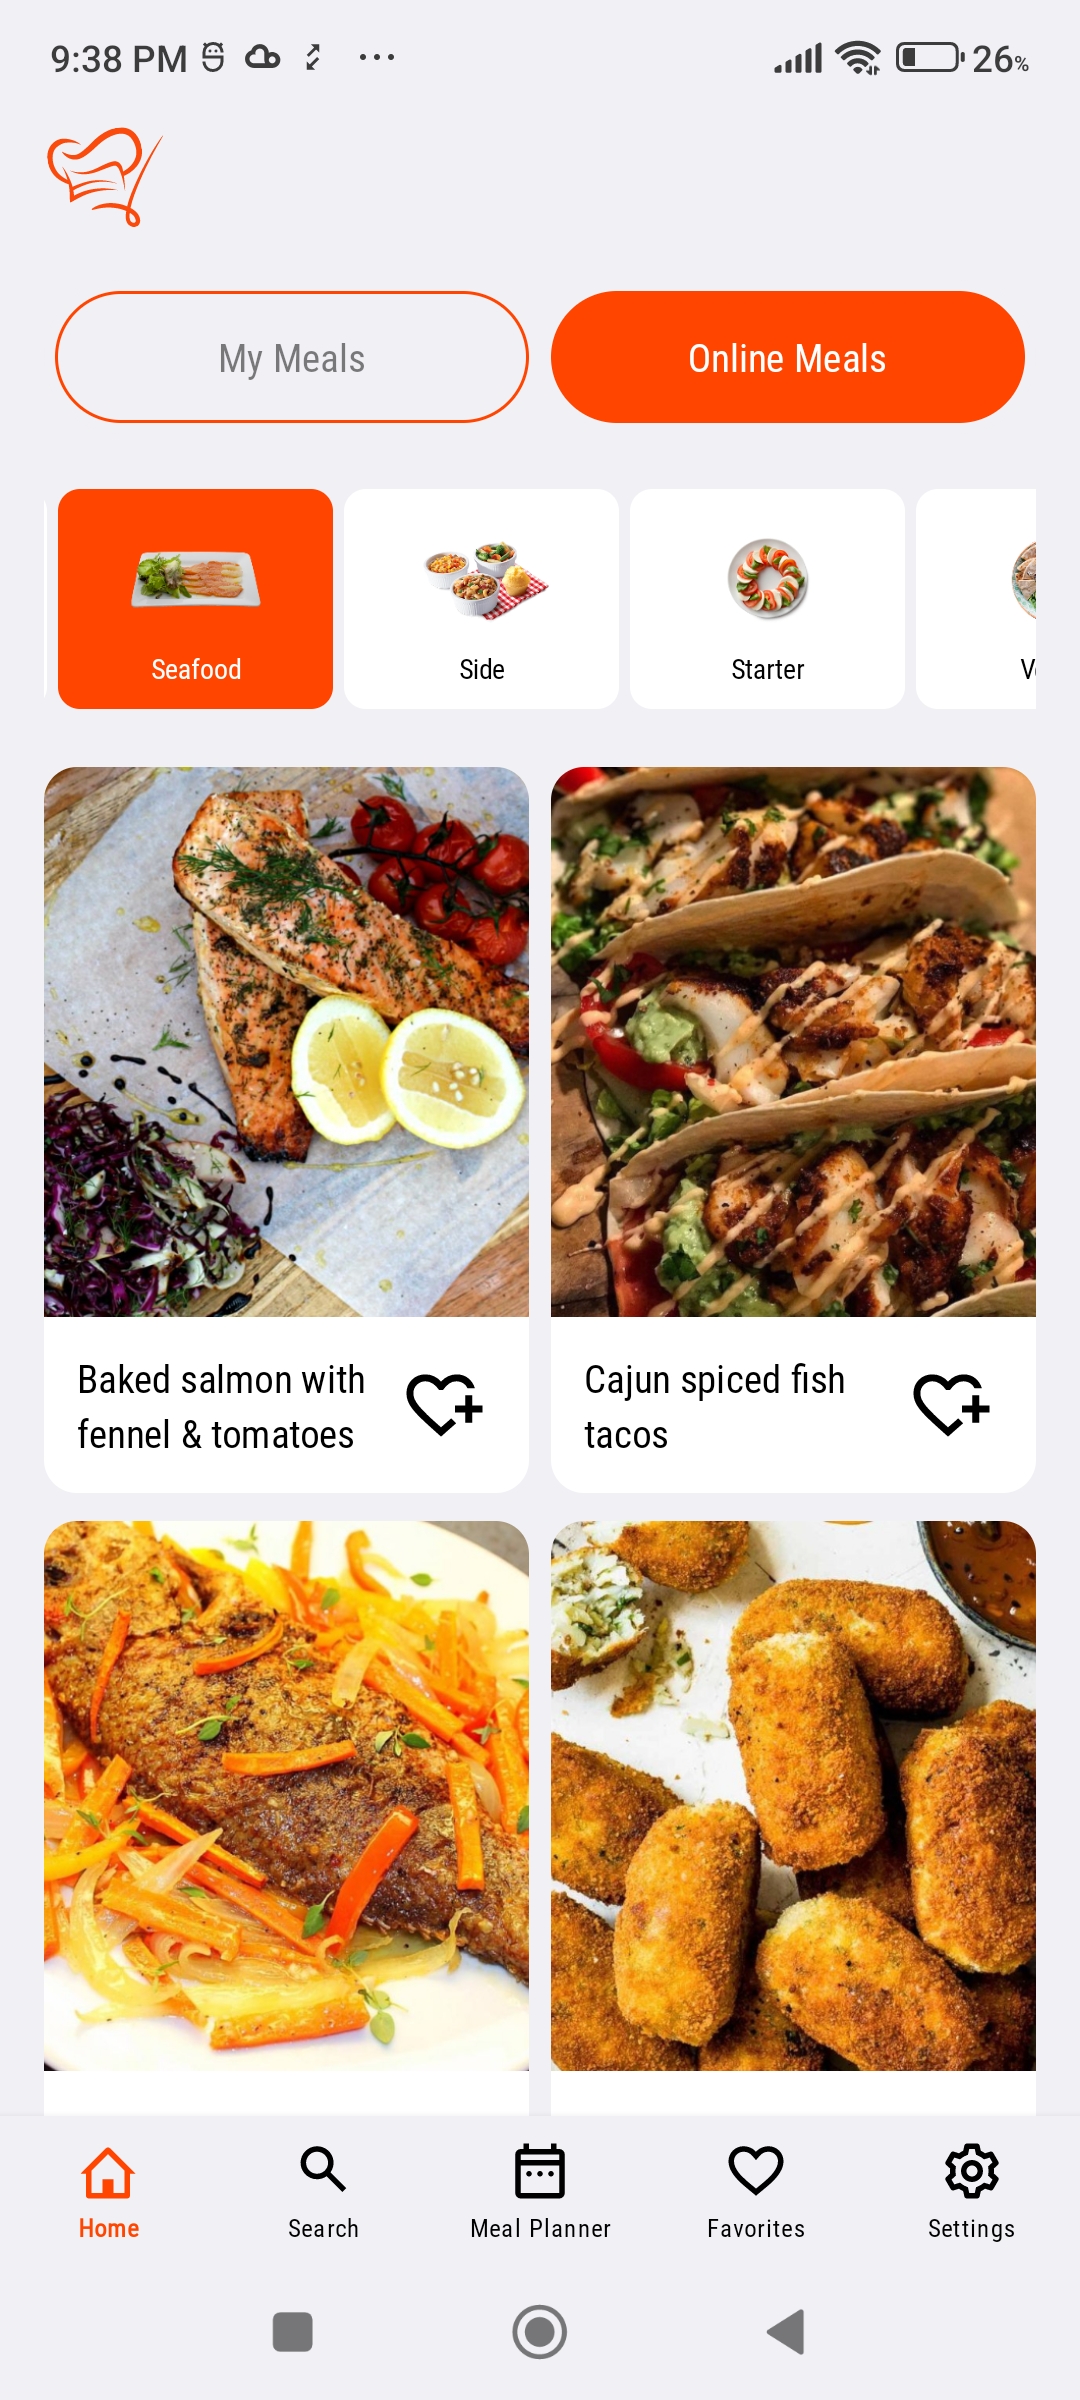 9:38 PM
26%
My Meals
Online Meals
Seafood
Side
Starter
Baked salmon with
fennel & tomatoes
Cajun spiced fish
tacos
Home
Search
Meal Planner
Favorites
Settings